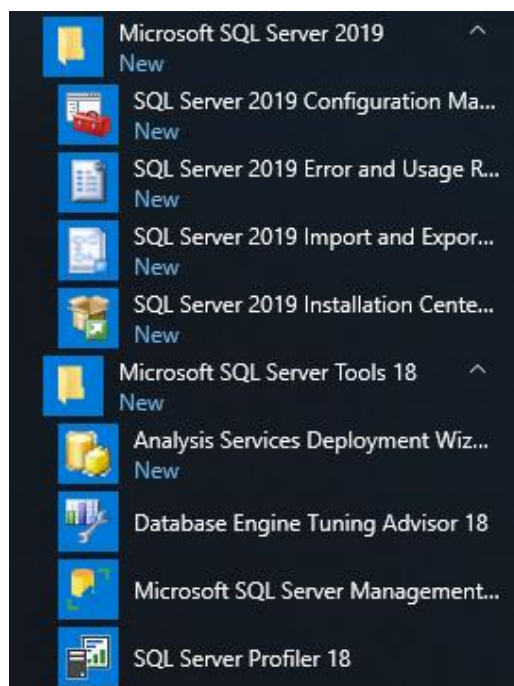 Microsoft SQL Server 2019
New
SQL Server 2019 Configuration Ma...
New
SQL Server 2019 Error and Usage R...
New
SQL Server 2019 Import and Expor...
New
SQL Server 2019 Installation Cente...
New
Microsoft SQL Server Tools 18
New
Analysis Services Deployment Wiz...
New
Database Engine Tuning Advisor 18
Microsoft SQL Server Management...
SQL Server Profiler 18